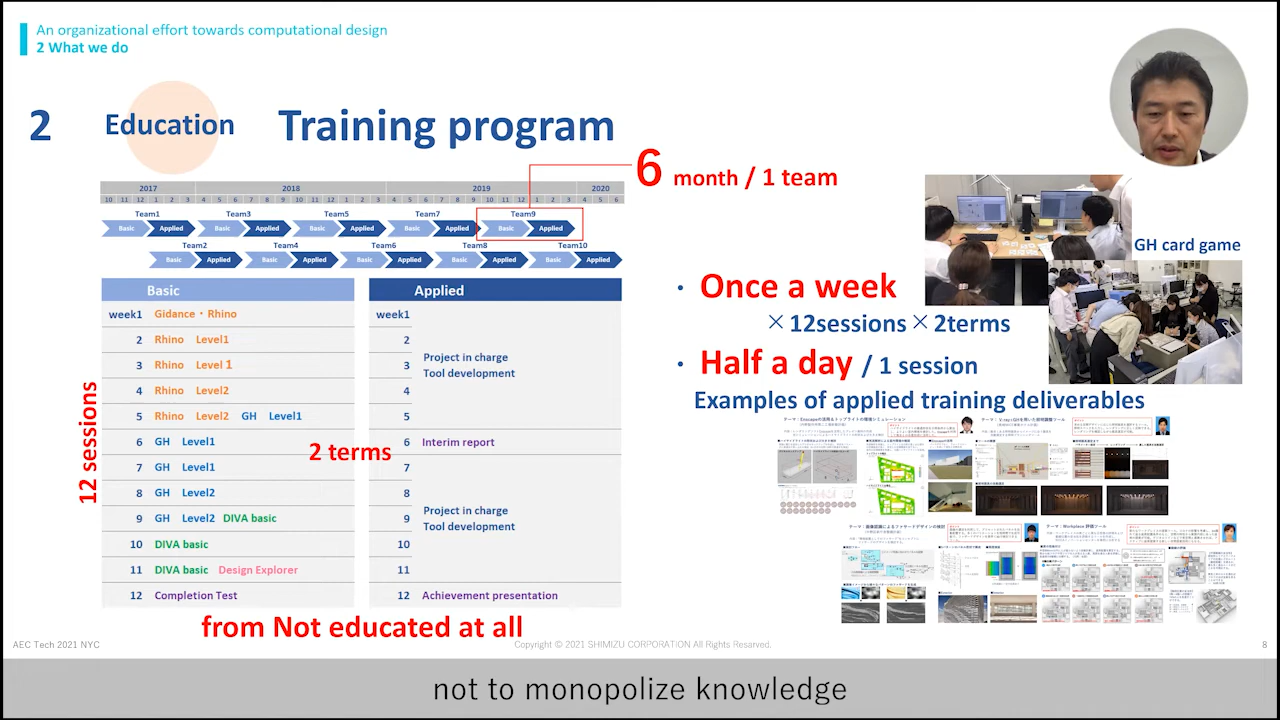 An organizational effort towards computational design
2 What we do
2 Education Training program
6 month / 1 team
2017 2018 2019 2020
10 11 12 1 2 3 4 5 6 7 8 9 10 11 12 1 2 3 4 5 6 7 8 9 10 11 12 1 2 3 4 5 6
Team1 Team3 Team5 Team7 Team9
Basic Applied Basic Applied Basic Applied Basic Applied Basic Applied
Team2 Team4 Team6 Team8 Team10
Basic Applied Basic Applied Basic Applied Basic Applied Basic Applied
Basic
week1 Gidance・Rhino
2 Rhino Level1
3 Rhino Level1
4 Rhino Level2
5 Rhino Level2 GH Level1
6 GH Level1
7 GH Level1
8 GH Level2
9 GH Level2 DIVA basic
10 DIVA basic
11 DIVA basic Design Explorer
12 Completion Test
12 sessions
2 terms
Applied
week1
2
3
4
5
Project in charge
Tool development
6 Interim report
7
8
9
10
11
Project in charge
Tool development
12 Achievement presentation
from Not educated at all
GH card game
・ Once a week
×12sessions×2terms
・ Half a day / 1 session
Examples of applied training deliverables
AEC Tech 2021 NYC
Copyright © 2021 SHIMIZU CORPORATION All Rights Reserved.
8
not to monopolize knowledge